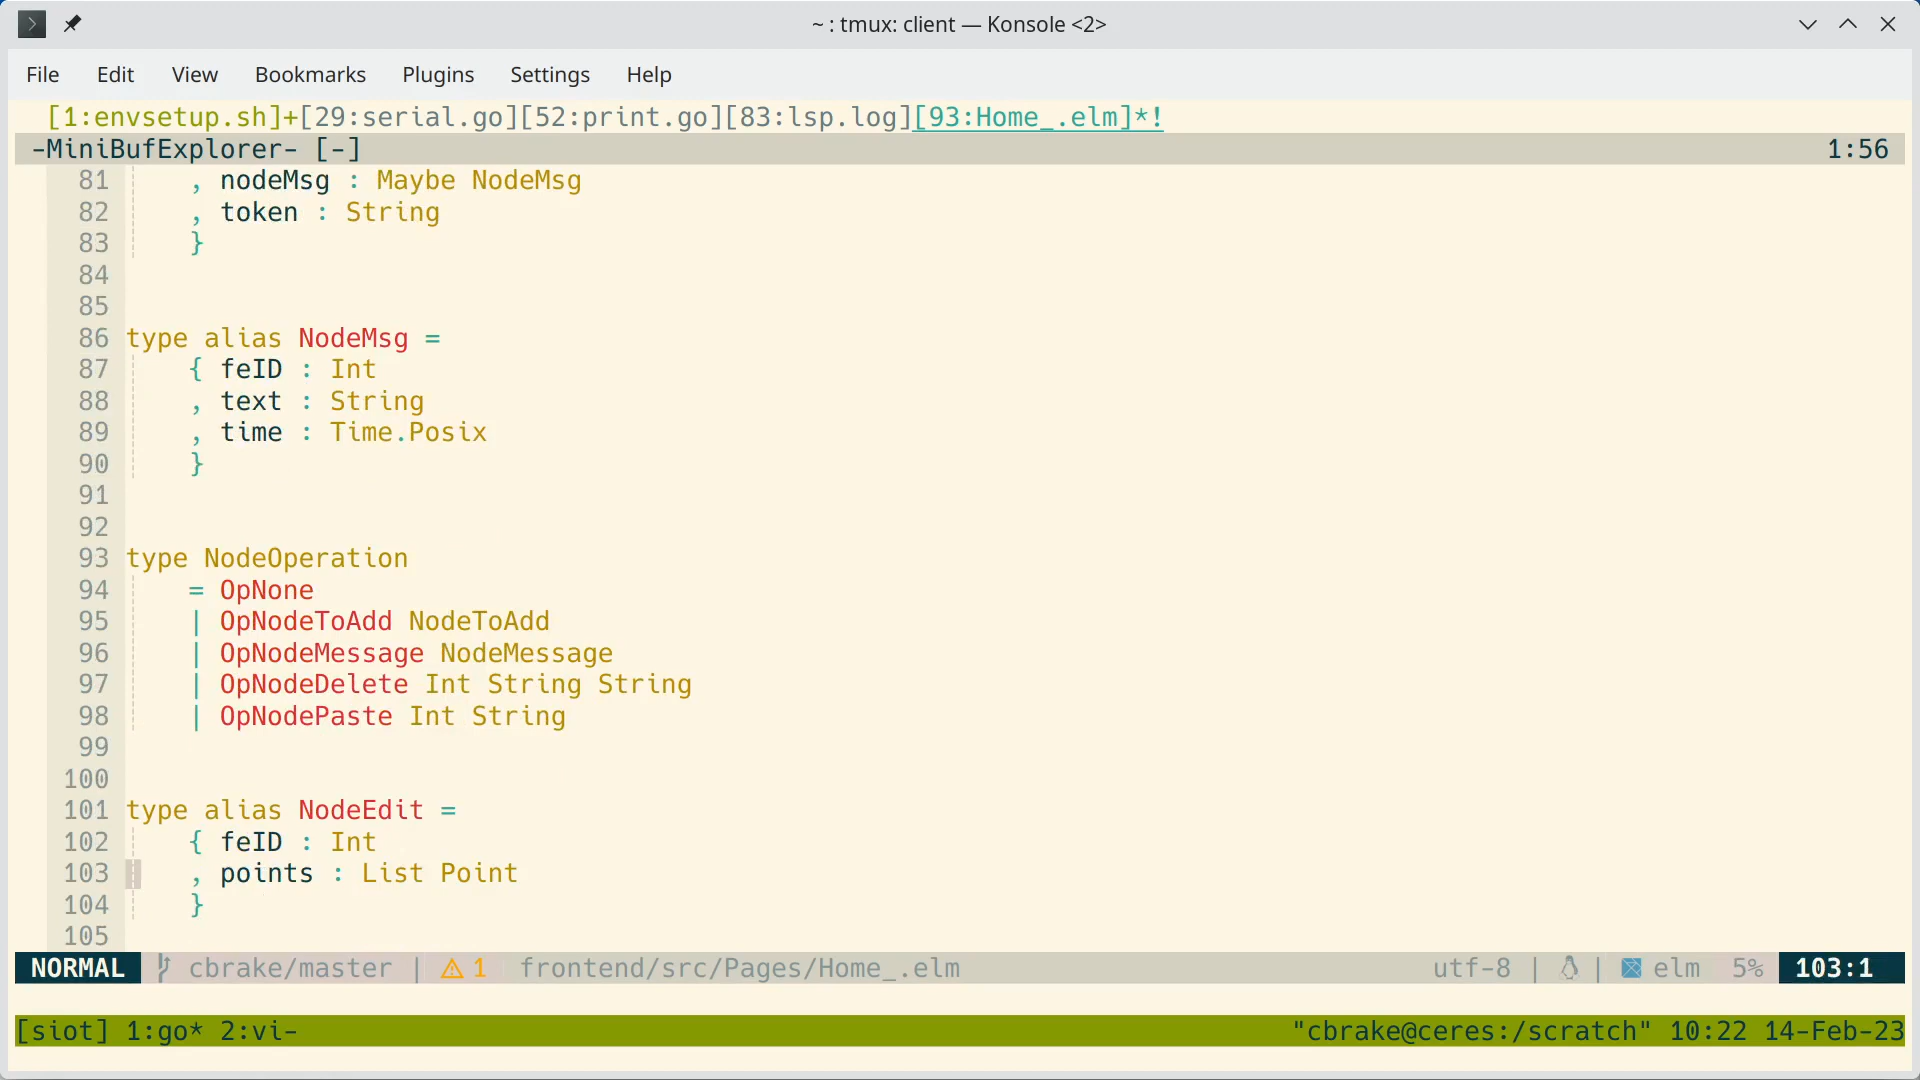 ~ : tmux: client — Konsole <2>
File Edit View Bookmarks Plugins Settings Help
[1:envsetup.sh]+[29:serial.go][52:print.go][83:lsp.log][93:Home_.elm]*!
-MiniBufExplorer- [-] 1:56
81 , nodeMsg : Maybe NodeMsg
82 , token : String
83 }
84
85
86 type alias NodeMsg =
87 { feID : Int
88 , text : String
89 , time : Time.Posix
90 }
91
92
93 type NodeOperation
94 = OpNone
95 | OpNodeToAdd NodeToAdd
96 | OpNodeMessage NodeMessage
97 | OpNodeDelete Int String String
98 | OpNodePaste Int String
99
100
101 type alias NodeEdit =
102 { feID : Int
103 , points : List Point
104 }
105
NORMAL cbrake/master | ⚠ 1 frontend/src/Pages/Home_.elm utf-8 | | elm 5% 103:1
[siot] 1:go* 2:vi- "cbrake@ceres:/scratch" 10:22 14-Feb-23